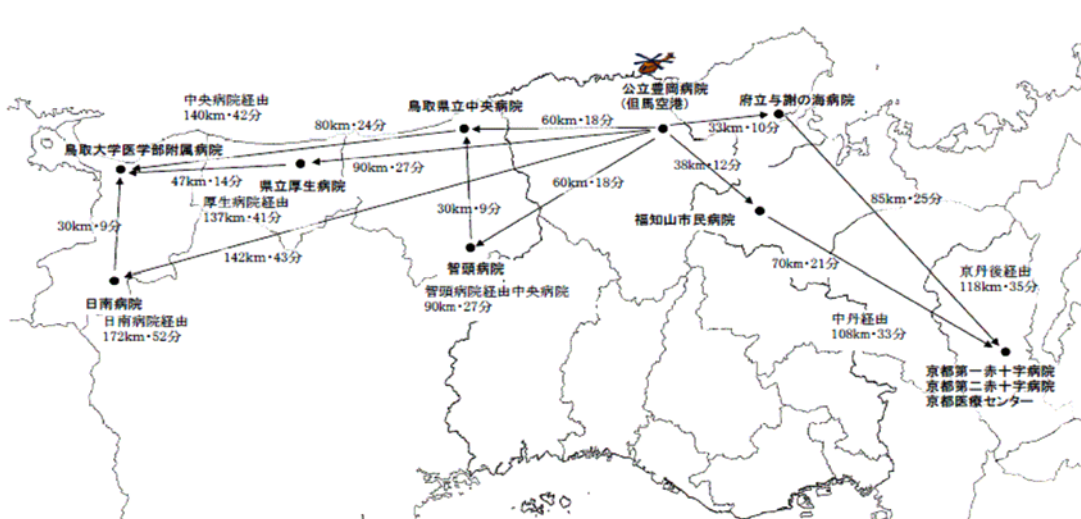 公立豊岡病院
(但馬空港)
府立与謝の海病院
鳥取県立中央病院
中央病院経由
140km・42分
80km・24分
60km・18分
33km・10分
鳥取大学医学部附属病院
90km・27分
38km・12分
47km・14分
県立厚生病院
60km・18分
85km・25分
厚生病院経由
137km・41分
30km・9分
30km・9分
福知山市民病院
142km・43分
智頭病院
70km・21分
京丹後経由
118km・35分
日南病院
智頭病院経由中央病院
90km・27分
日南病院経由
172km・52分
中丹経由
108km・33分
京都第一赤十字病院
京都第二赤十字病院
京都医療センター